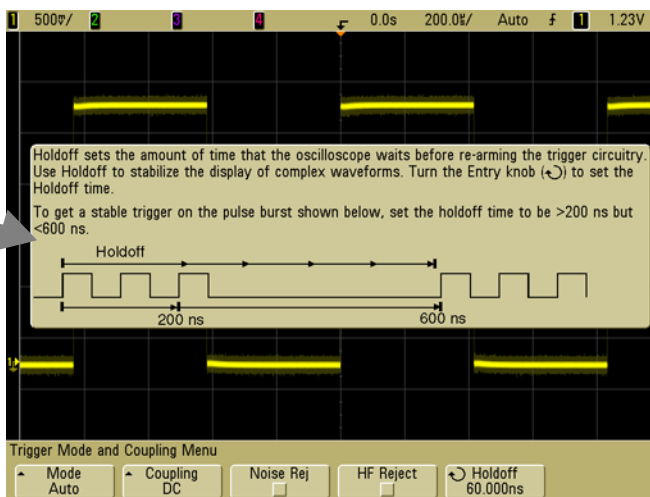 1 500▽/ 2 3 4 0.0s 200.0▽/ Auto 1 1.23V
Holdoff sets the amount of time that the oscilloscope waits before re-arming the trigger circuitry.
Use Holdoff to stabilize the display of complex waveforms. Turn the Entry knob (↻) to set the
Holdoff time.
To get a stable trigger on the pulse burst shown below, set the holdoff time to be >200 ns but
<600 ns.
Holdoff
200 ns
600 ns
1
Trigger Mode and Coupling Menu
Mode
Auto
Coupling
DC
Noise Rej
HF Reject
Holdoff
60.000ns